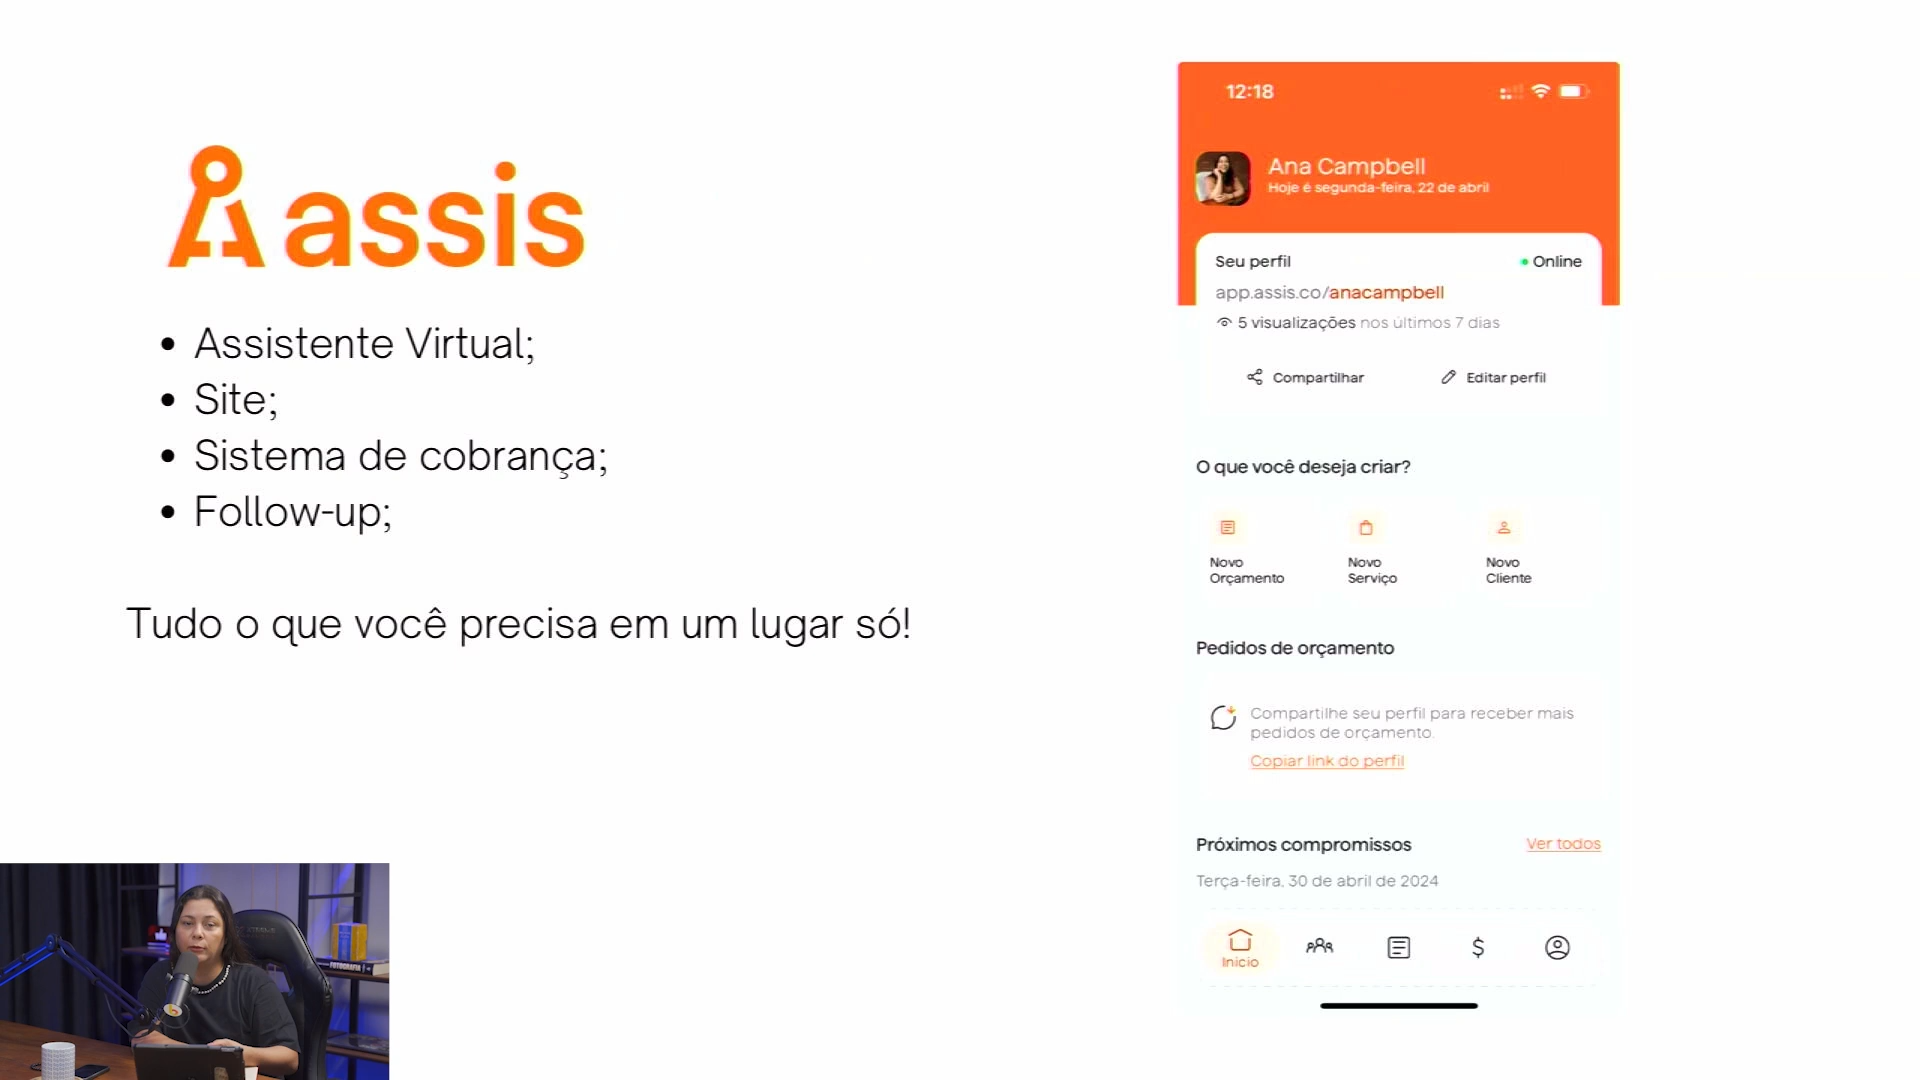 assis
• Assistente Virtual;
• Site;
• Sistema de cobrança;
• Follow-up;
Tudo o que você precisa em um lugar só!
12:18
Ana Campbell
Hoje é segunda-feira, 22 de abril
Seu perfil
Online
app.assis.co/anacampbell
5 visualizações nos últimos 7 dias
Compartilhar
Editar perfil
O que você deseja criar?
Novo
Orçamento
Novo
Serviço
Novo
Cliente
Pedidos de orçamento
Compartilhe seu perfil para receber mais
pedidos de orçamento.
Copiar link do perfil
Próximos compromissos
Ver todos
Terça-feira, 30 de abril de 2024
Início
$
FOTOGRAFIA